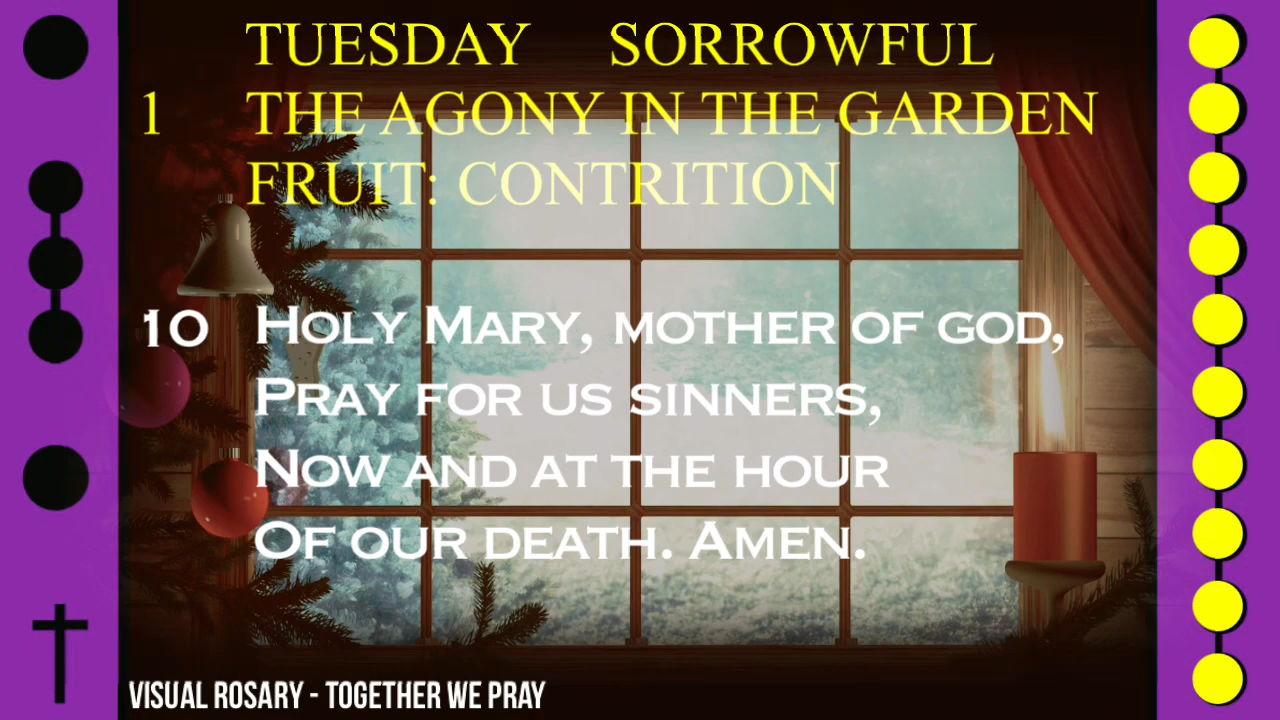 TUESDAY SORROWFUL
1 THE AGONY IN THE GARDEN
FRUIT: CONTRITION
10 HOLY MARY, MOTHER OF GOD,
PRAY FOR US SINNERS,
NOW AND AT THE HOUR
OF OUR DEATH. AMEN.
VISUAL ROSARY - TOGETHER WE PRAY